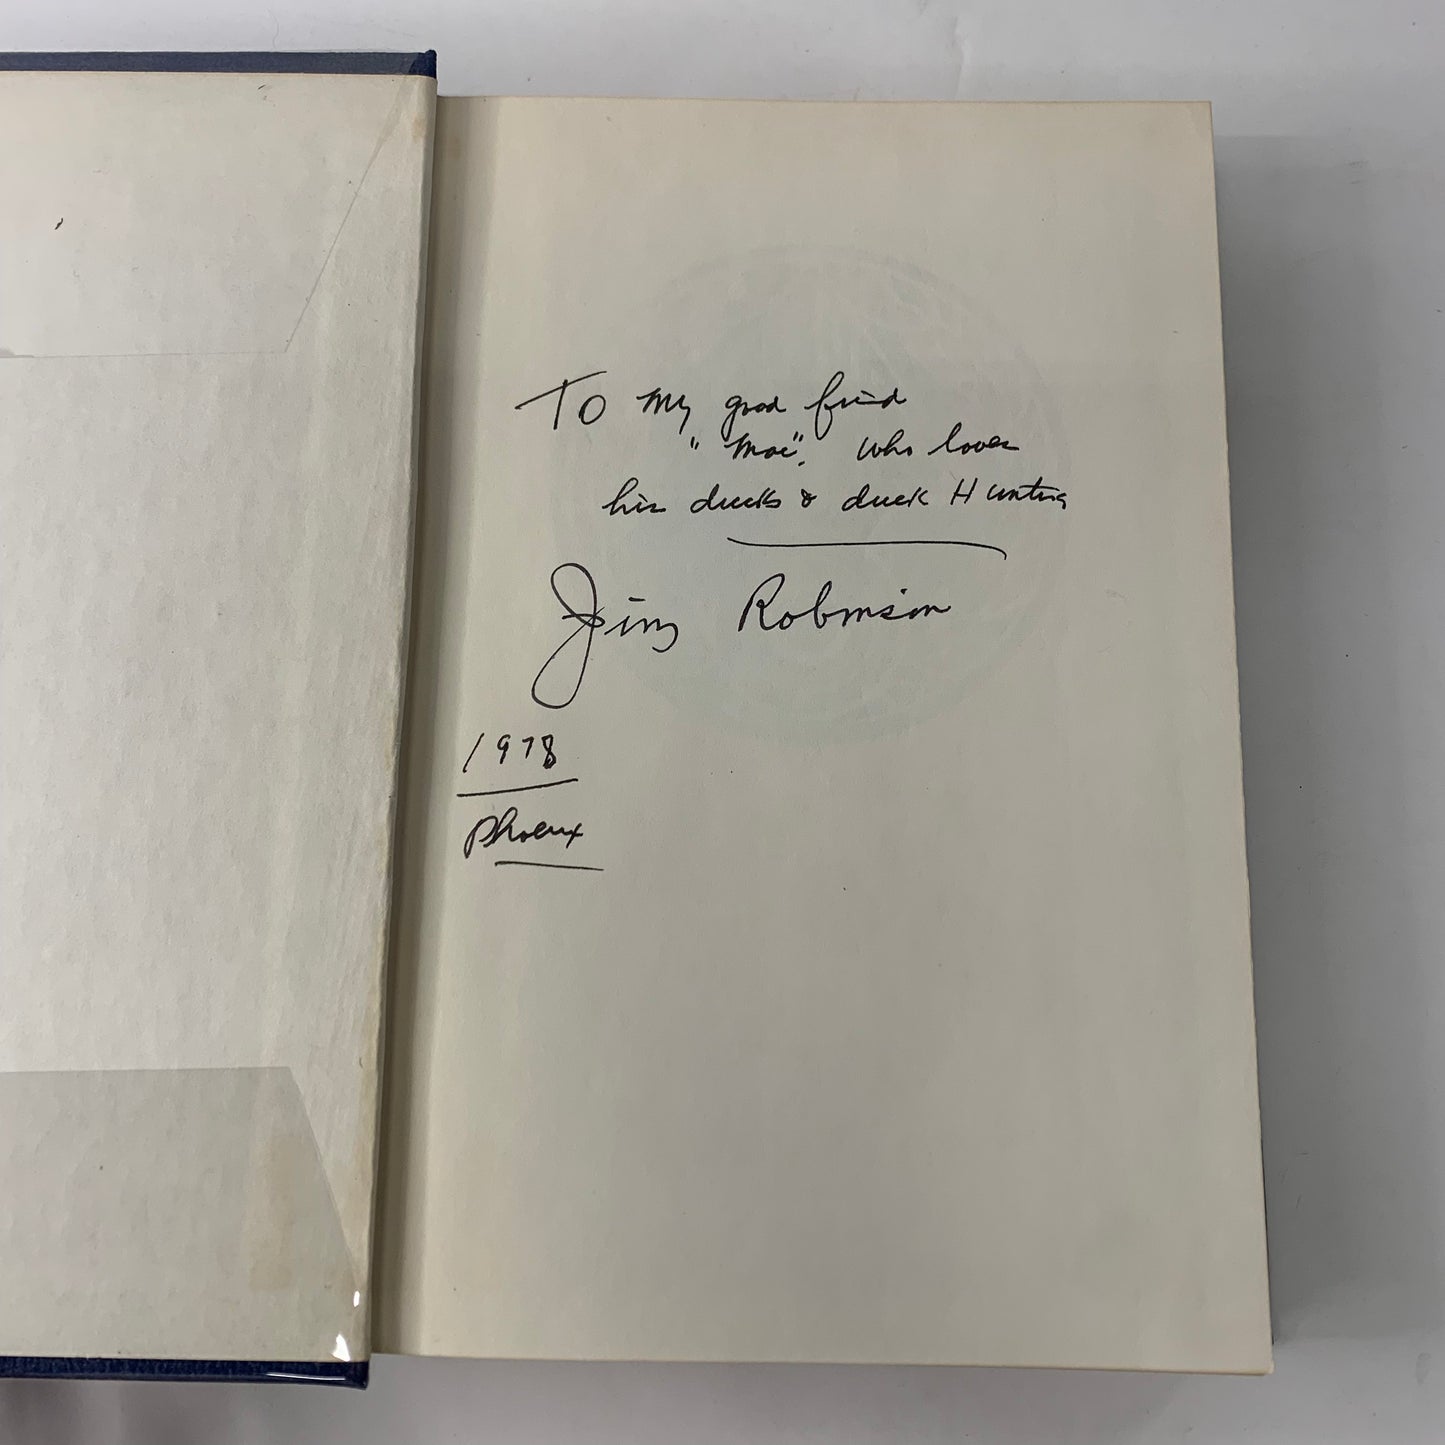 To my good friend
"Moe". who loves
his ducks & duck Hunting
Jim Robinson
1978
Phoenix